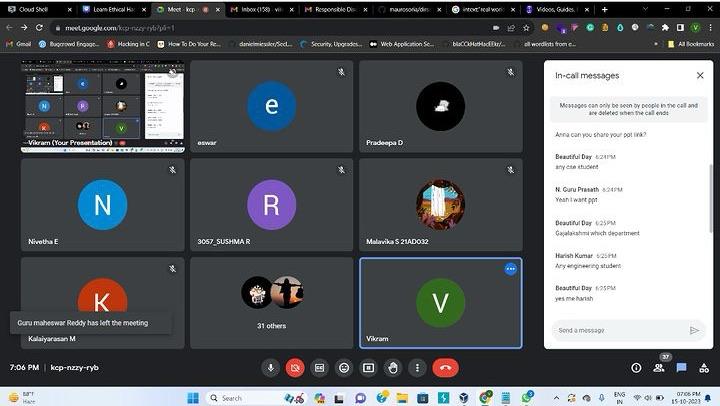 Cloud Shell
Learn Ethical Ha
Meet - kcp
Inbox (158)
Responsible Dis
maurosoria/dirs
intext:"real worl
Videos, Guides,
meet.google.com/kcp-nzzy-ryb?pli=1
Gmail
Bugcrowd Engage...
Hacking in C
How To Do Your Re...
danielmiessler/SecL...
Security, Upgrades...
Web Application Se...
blaCCkHatHacEEkr/...
all wordlists from e...
All Bookmarks
Vikram (Your Presentation)
e
eswar
Pradeepa D
N
Nivetha E
R
3057_SUSHMA R
Malavika S 21AD032
K
Kalaiyarasan M
Guru maheswar Reddy has left the meeting
31 others
V
Vikram
In-call messages
Messages can only be seen by people in the call and
are deleted when the call ends
Anna can you share your ppt link?
Beautiful Day 6:24 PM
any cse student
N. Guru Prasath 6:24 PM
Yeah I want ppt
Beautiful Day 6:25 PM
Gajalakshmi which department
Harish Kumar 6:25 PM
Any engineering student
Beautiful Day 6:25 PM
yes me harish
Send a message
7:06 PM | kcp-nzzy-ryb
37
88°F
Haze
Search
ENG
IN
07:06 PM
15-10-2023